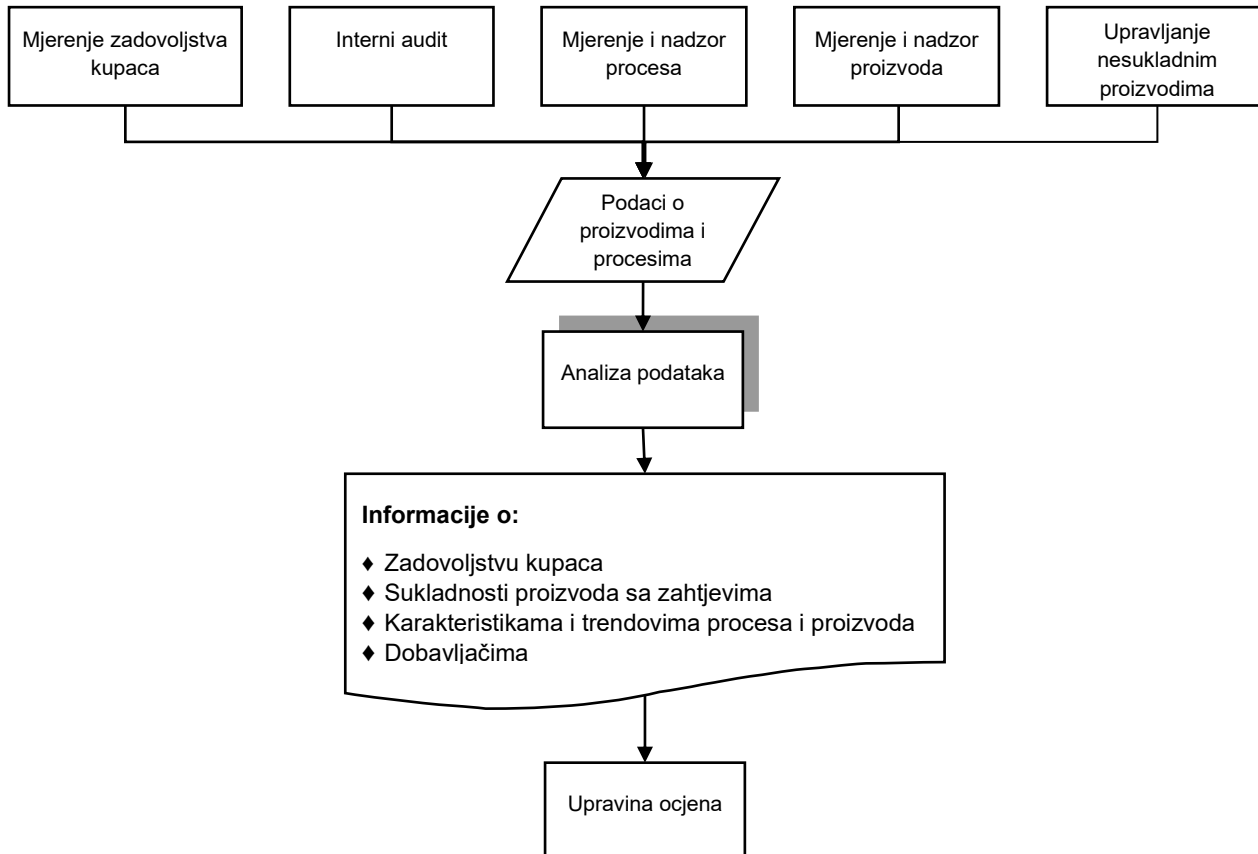 Mjerenje zadovoljstva
kupaca
Interni audit
Mjerenje i nadzor
procesa
Mjerenje i nadzor
proizvoda
Upravljanje
nesukladnim
proizvodima
Podaci o
proizvodima i
procesima
Analiza podataka
Informacije o:
♦ Zadovoljstvu kupaca
♦ Sukladnosti proizvoda sa zahtjevima
♦ Karakteristikama i trendovima procesa i proizvoda
♦ Dobavljačima
Upravina ocjena